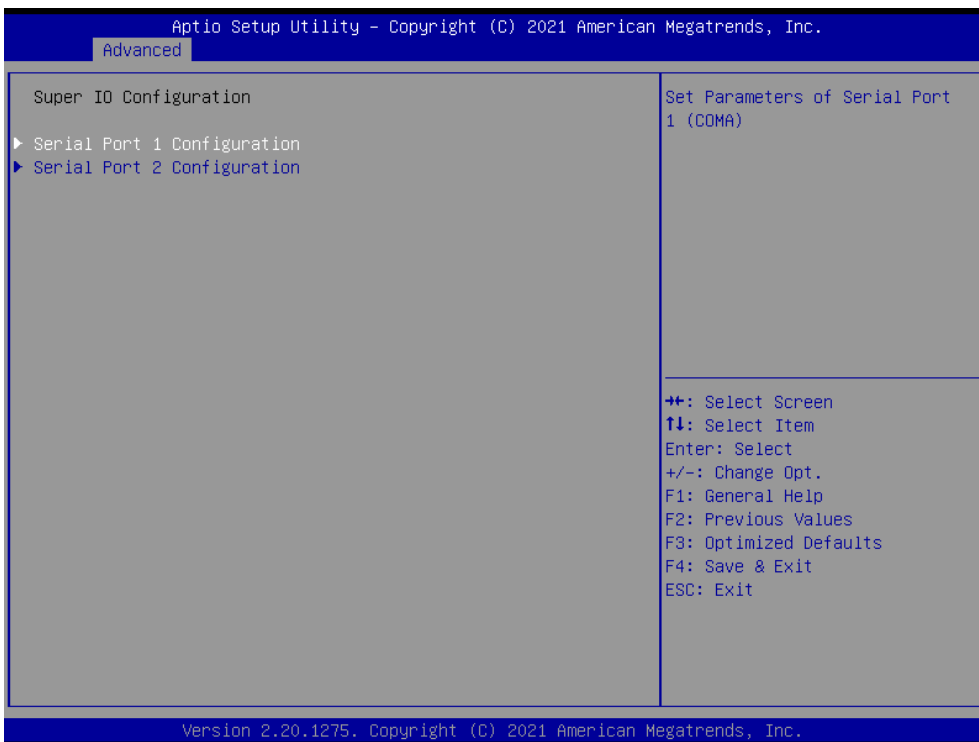 Aptio Setup Utility – Copyright (C) 2021 American Megatrends, Inc.
Advanced
Super IO Configuration
▶ Serial Port 1 Configuration
▶ Serial Port 2 Configuration
Set Parameters of Serial Port
1 (COMA)
→←: Select Screen
↑↓: Select Item
Enter: Select
+/-: Change Opt.
F1: General Help
F2: Previous Values
F3: Optimized Defaults
F4: Save & Exit
ESC: Exit
Version 2.20.1275. Copyright (C) 2021 American Megatrends, Inc.